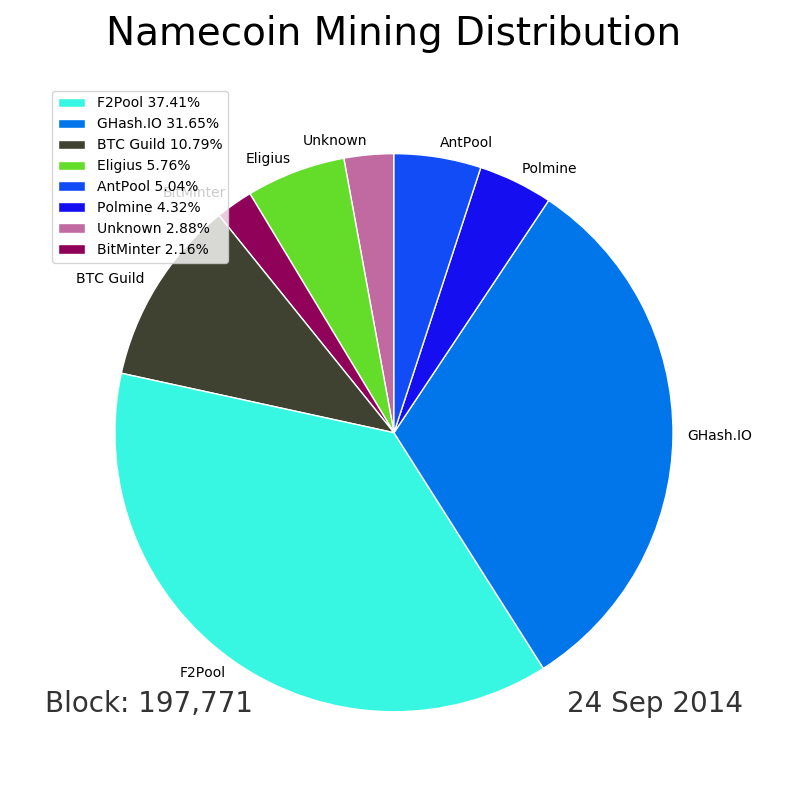 Namecoin Mining Distribution
F2Pool 37.41%
GHash.IO 31.65%
BTC Guild 10.79%
Eligius 5.76%
AntPool 5.04%
Polmine 4.32%
Unknown 2.88%
BitMinter 2.16%
Unknown
AntPool
Eligius
Polmine
BitMinter
BTC Guild
GHash.IO
F2Pool
Block: 197,771
24 Sep 2014